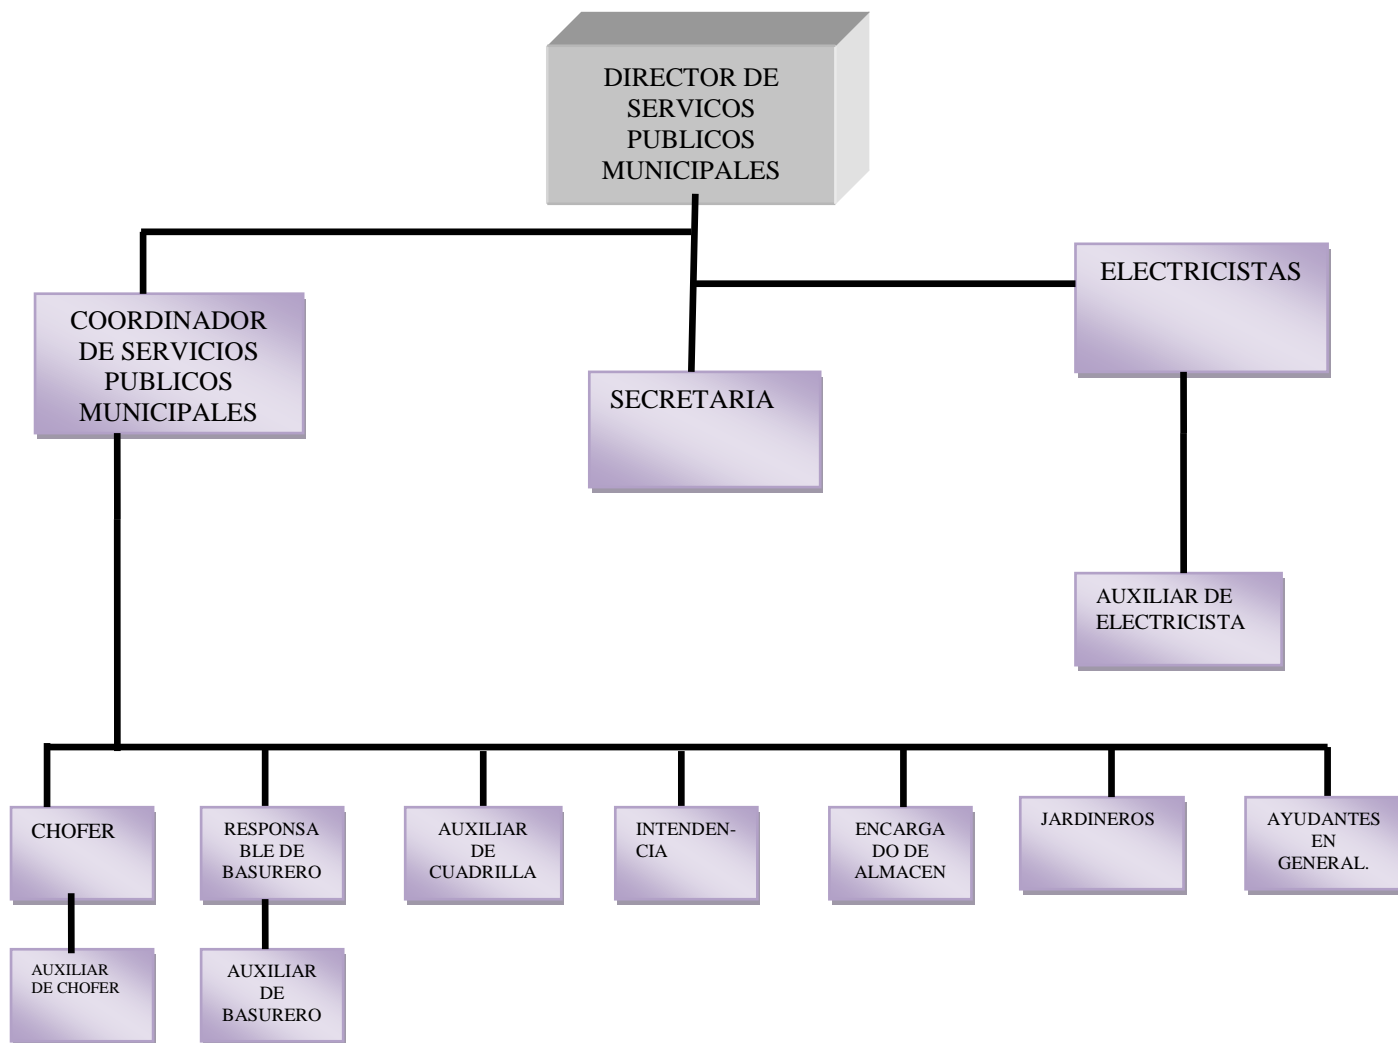 DIRECTOR DE
SERVICOS
PUBLICOS
MUNICIPALES
ELECTRICISTAS
COORDINADOR
DE SERVICIOS
PUBLICOS
MUNICIPALES
SECRETARIA
AUXILIAR DE
ELECTRICISTA
CHOFER
RESPONSA
BLE DE
BASURERO
AUXILIAR
DE
CUADRILLA
INTENDEN-
CIA
ENCARGA
DO DE
ALMACEN
JARDINEROS
AYUDANTES
EN
GENERAL.
AUXILIAR
DE CHOFER
AUXILIAR
DE
BASURERO